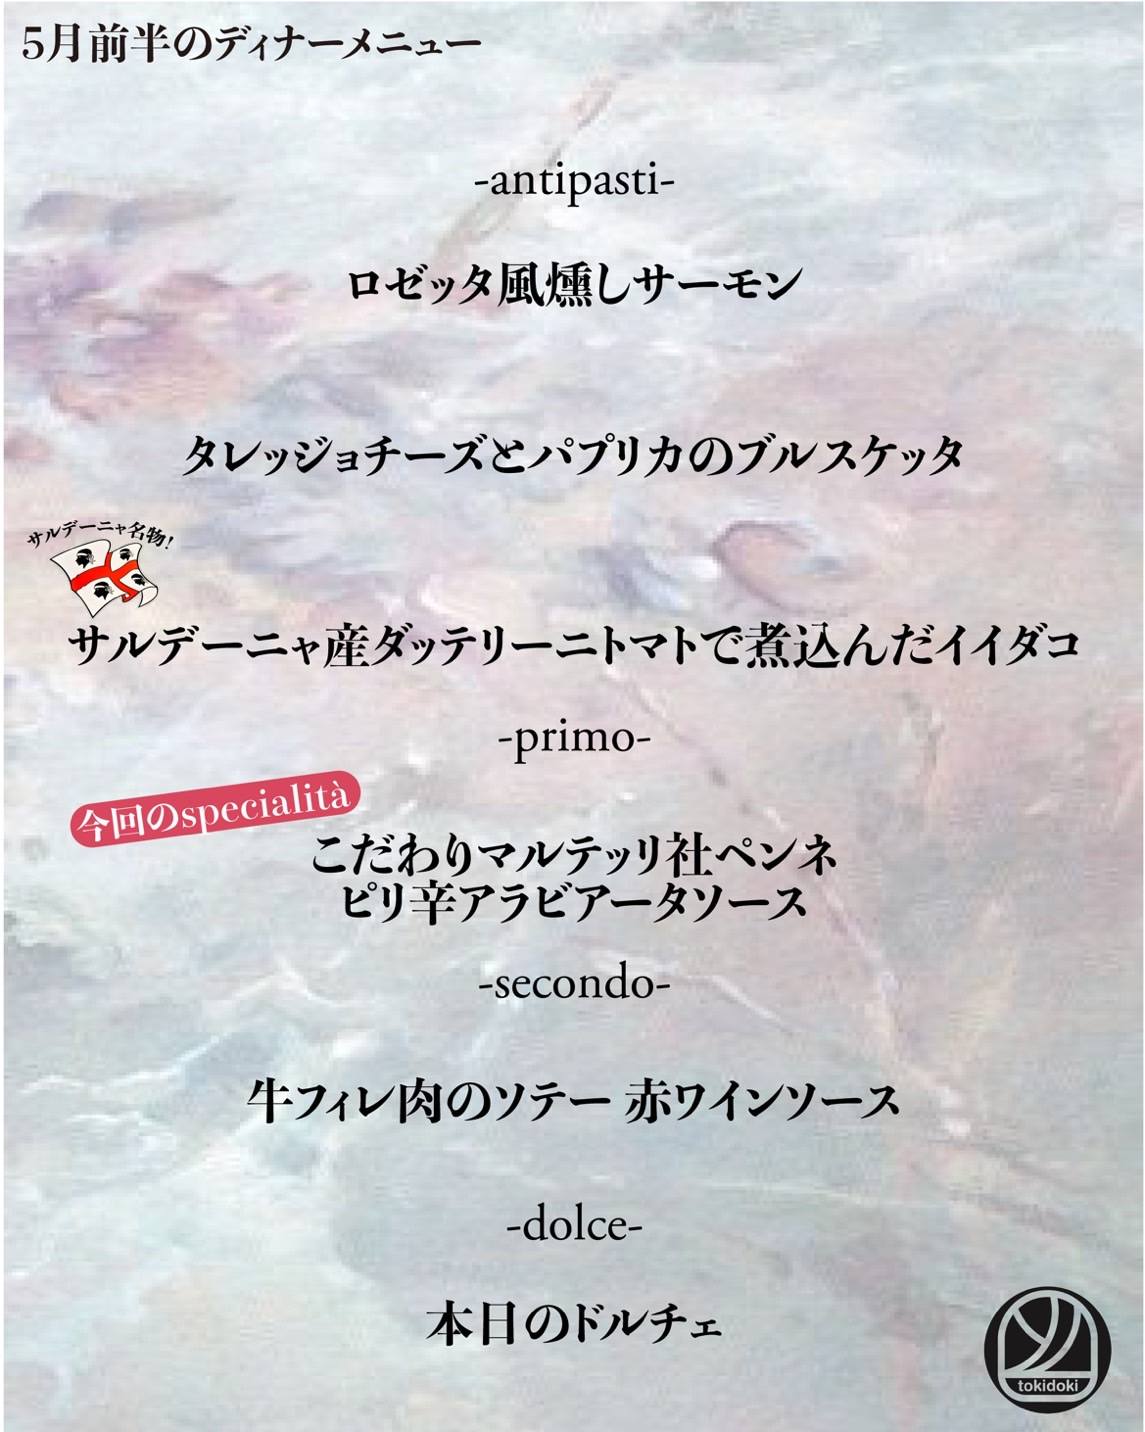 5月前半のディナーメニュー
-antipasti-
ロゼッタ風燻しサーモン
タレッジョチーズとパプリカのブルスケッタ
サルデーニャ名物!
サルデーニャ産ダッテリーニトマトで煮込んだイイダコ
-primo-
今回のspecialità
こだわりマルテッリ社ペンネ
ピリ辛アラビアータソース
-secondo-
牛フィレ肉のソテー 赤ワインソース
-dolce-
本日のドルチェ
tokidoki